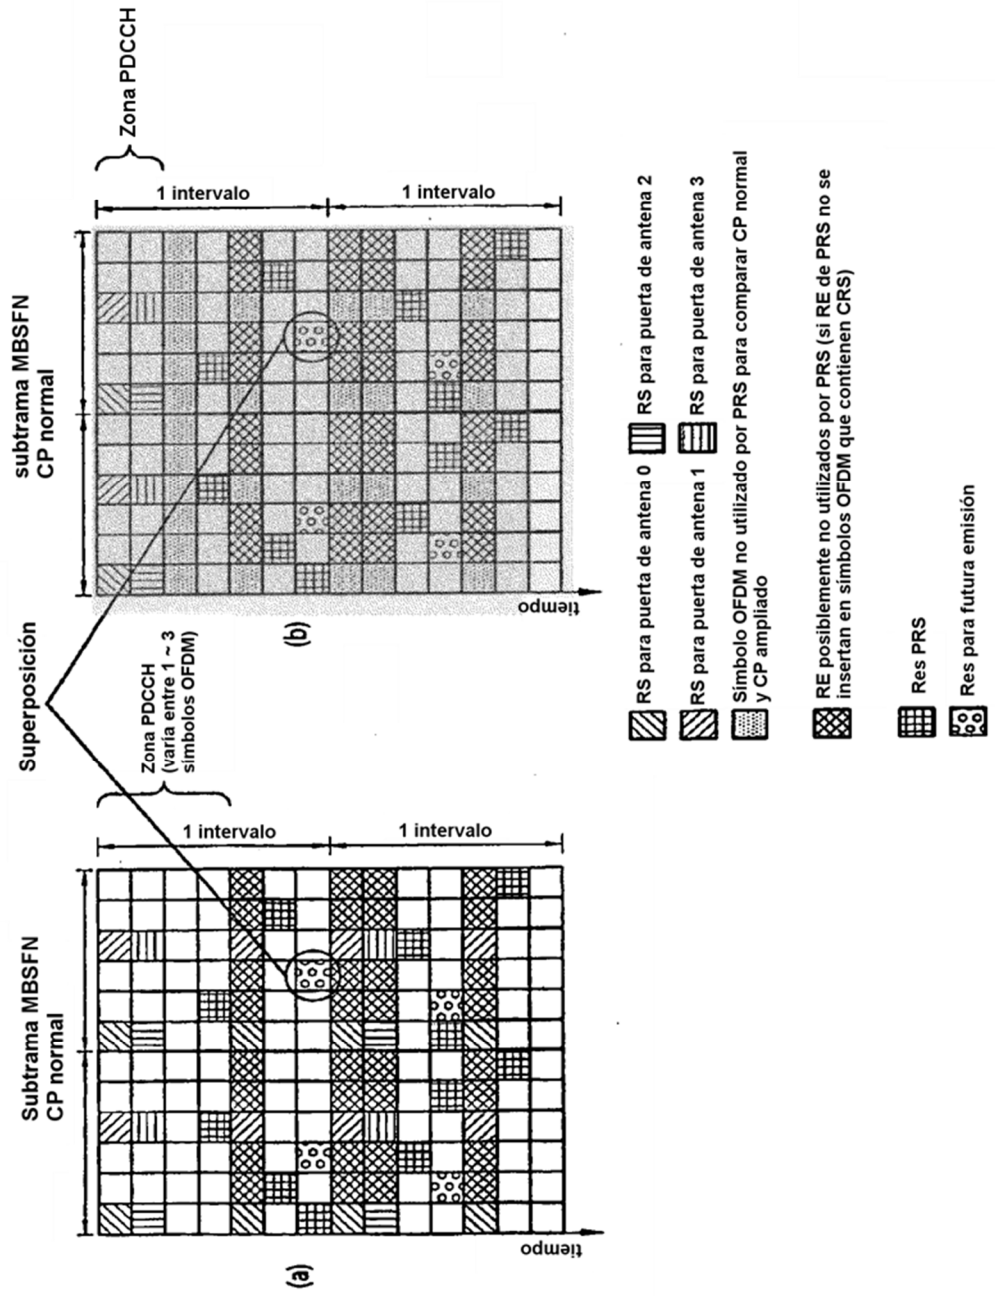 Superposición
Subtrama MBSFN
CP normal
Zona PDCCH
(varía entre 1 ~ 3
símbolos OFDM)
1 intervalo
1 intervalo
tiempo
(a)
subtrama MBSFN
CP normal
Zona PDCCH
1 intervalo
1 intervalo
tiempo
(b)
RS para puerta de antena 0
RS para puerta de antena 2
RS para puerta de antena 1
RS para puerta de antena 3
Símbolo OFDM no utilizado por PRS para comparar CP normal
y CP ampliado
RE posiblemente no utilizados por PRS (si RE de PRS no se
insertan en símbolos OFDM que contienen CRS)
Res PRS
Res para futura emisión